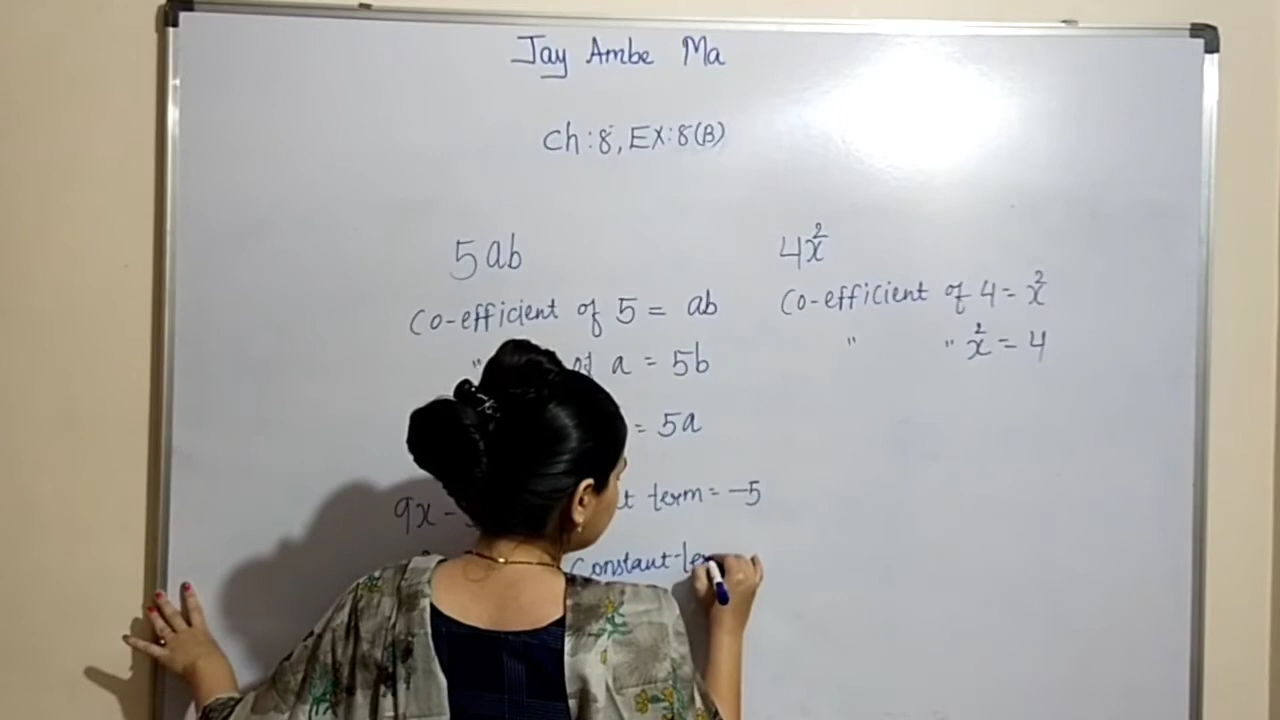 Jay Ambe Ma
Ch:8, EX:8(B)
5ab
Co-efficient of 5 = ab
" of a = 5b
= 5a
9x - term = -5
Constant
4x²
Co-efficient of 4 = x²
" " x² = 4